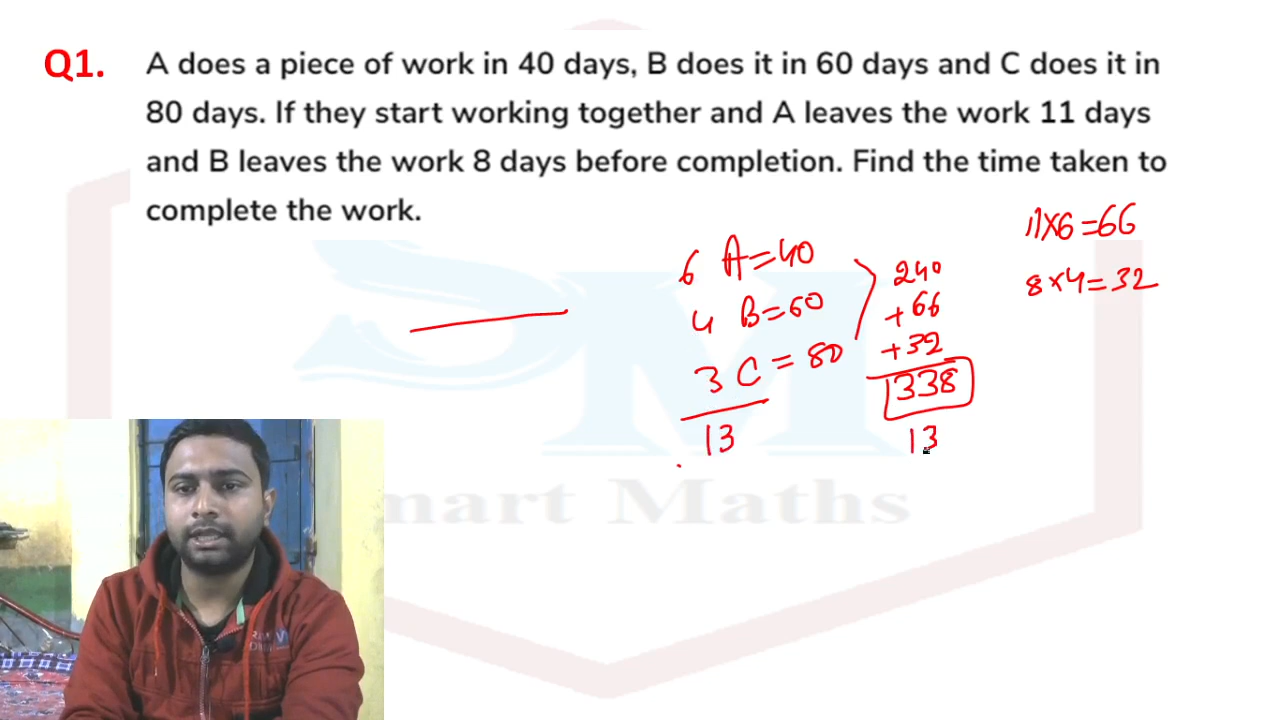 Q1. A does a piece of work in 40 days, B does it in 60 days and C does it in
80 days. If they start working together and A leaves the work 11 days
and B leaves the work 8 days before completion. Find the time taken to
complete the work.
11×6=66
8×4=32
6 A=40
4 B=60
3 C=80
13
240
+66
+32
338
13
SM
mart Maths